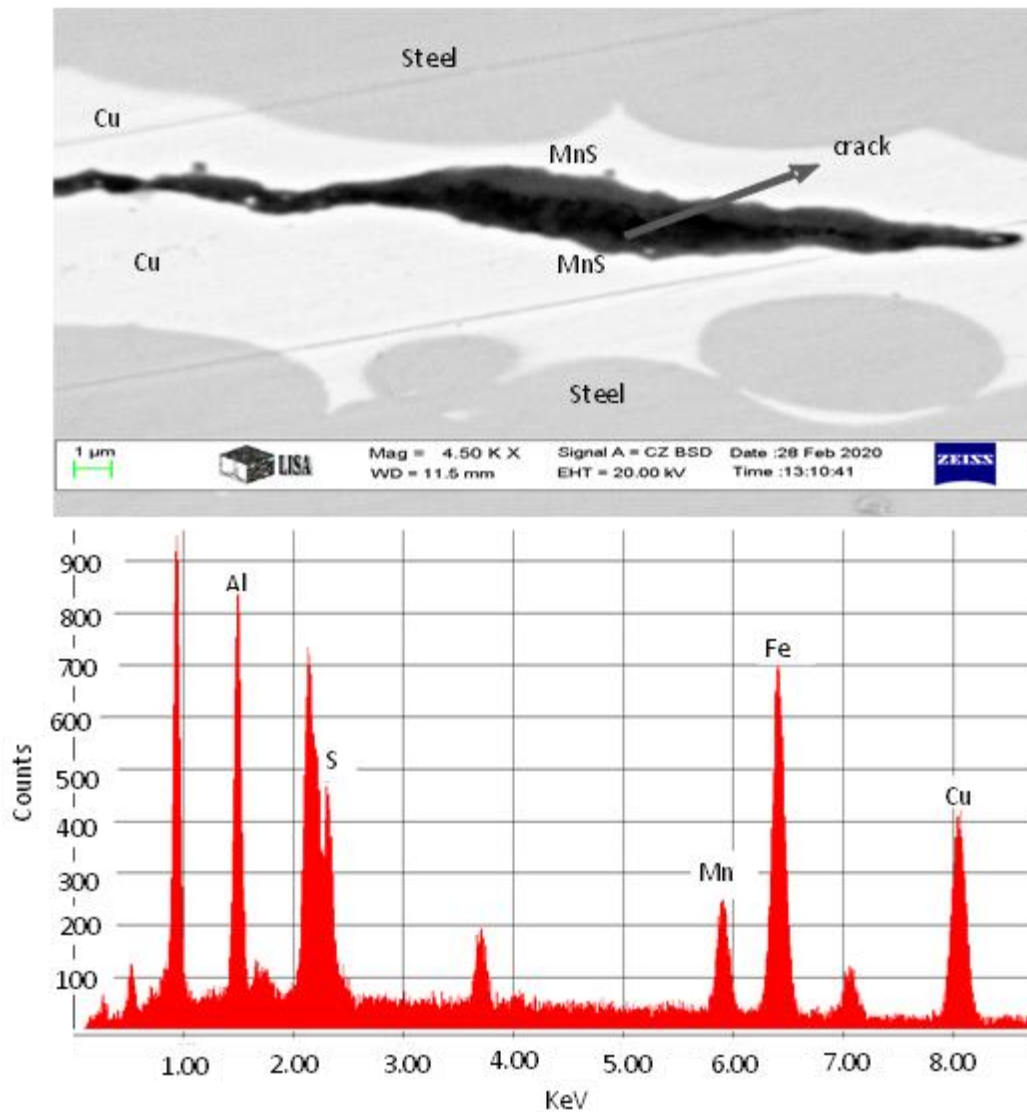 Steel
Cu
MnS
crack
Cu
MnS
Steel
1 µm
LISA
Mag = 4.50 K X
Signal A = CZ BSD
Date :28 Feb 2020
WD = 11.5 mm
EHT = 20.00 kV
Time :13:10:41
ZEISS
900
800
700
600
500
400
300
200
100
Counts
Al
S
Mn
Fe
Cu
1.00 2.00 3.00 4.00 5.00 6.00 7.00 8.00
KeV